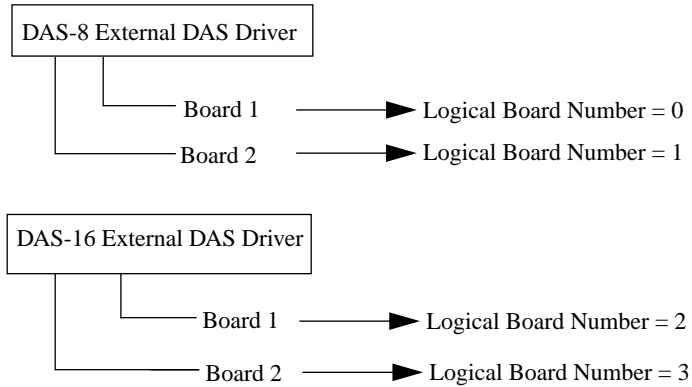 DAS-8 External DAS Driver
Board 1 Logical Board Number = 0
Board 2 Logical Board Number = 1
DAS-16 External DAS Driver
Board 1 Logical Board Number = 2
Board 2 Logical Board Number = 3